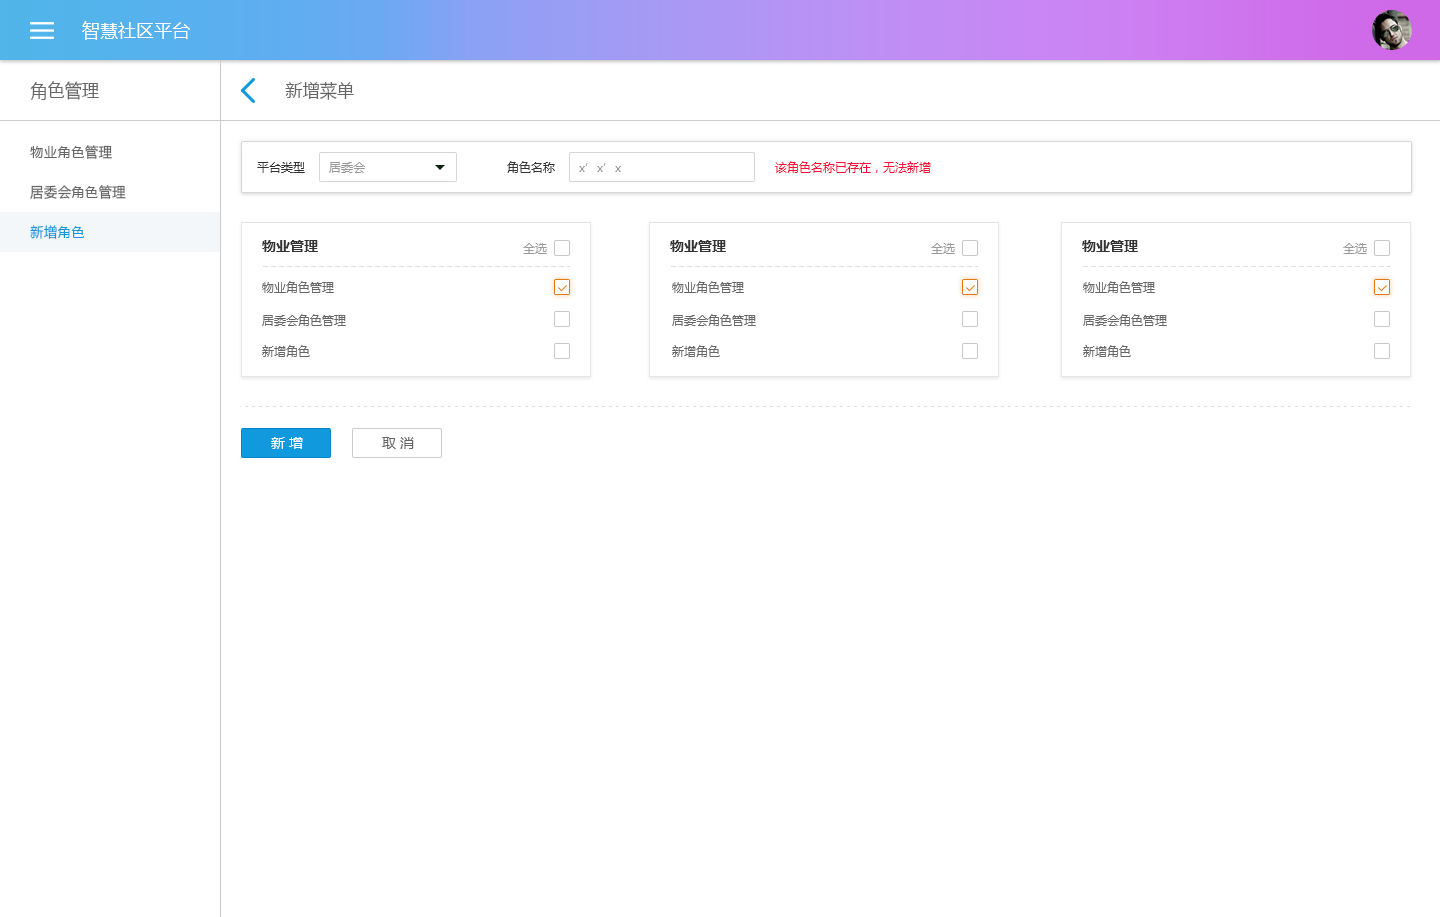 智慧社区平台
角色管理
新增菜单
物业角色管理
居委会角色管理
新增角色
平台类型 居委会 角色名称 x' x' x 该角色名称已存在，无法新增
物业管理 全选
物业角色管理
居委会角色管理
新增角色
物业管理 全选
物业角色管理
居委会角色管理
新增角色
物业管理 全选
物业角色管理
居委会角色管理
新增角色
新 增 取 消